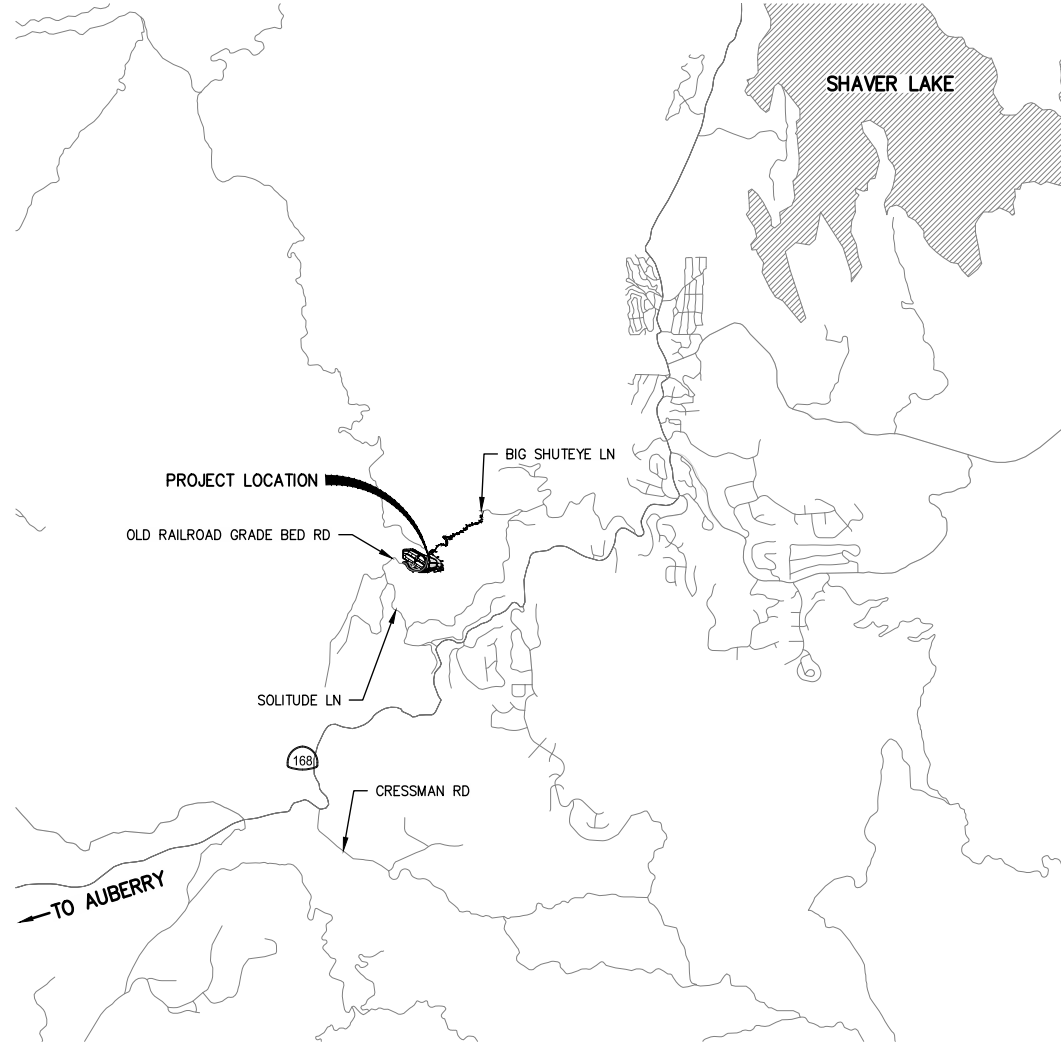 SHAVER LAKE
BIG SHUTEYE LN
PROJECT LOCATION
OLD RAILROAD GRADE BED RD
SOLITUDE LN
168
CRESSMAN RD
TO AUBERRY